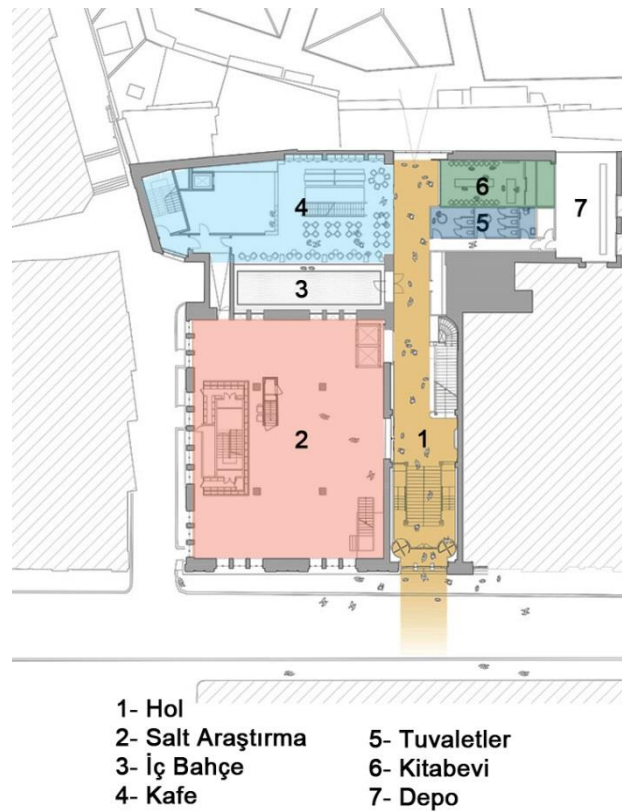 6
4
5
7
3
2
1
1- Hol
2- Salt Araştırma
3- İç Bahçe
4- Kafe
5- Tuvaletler
6- Kitabevi
7- Depo